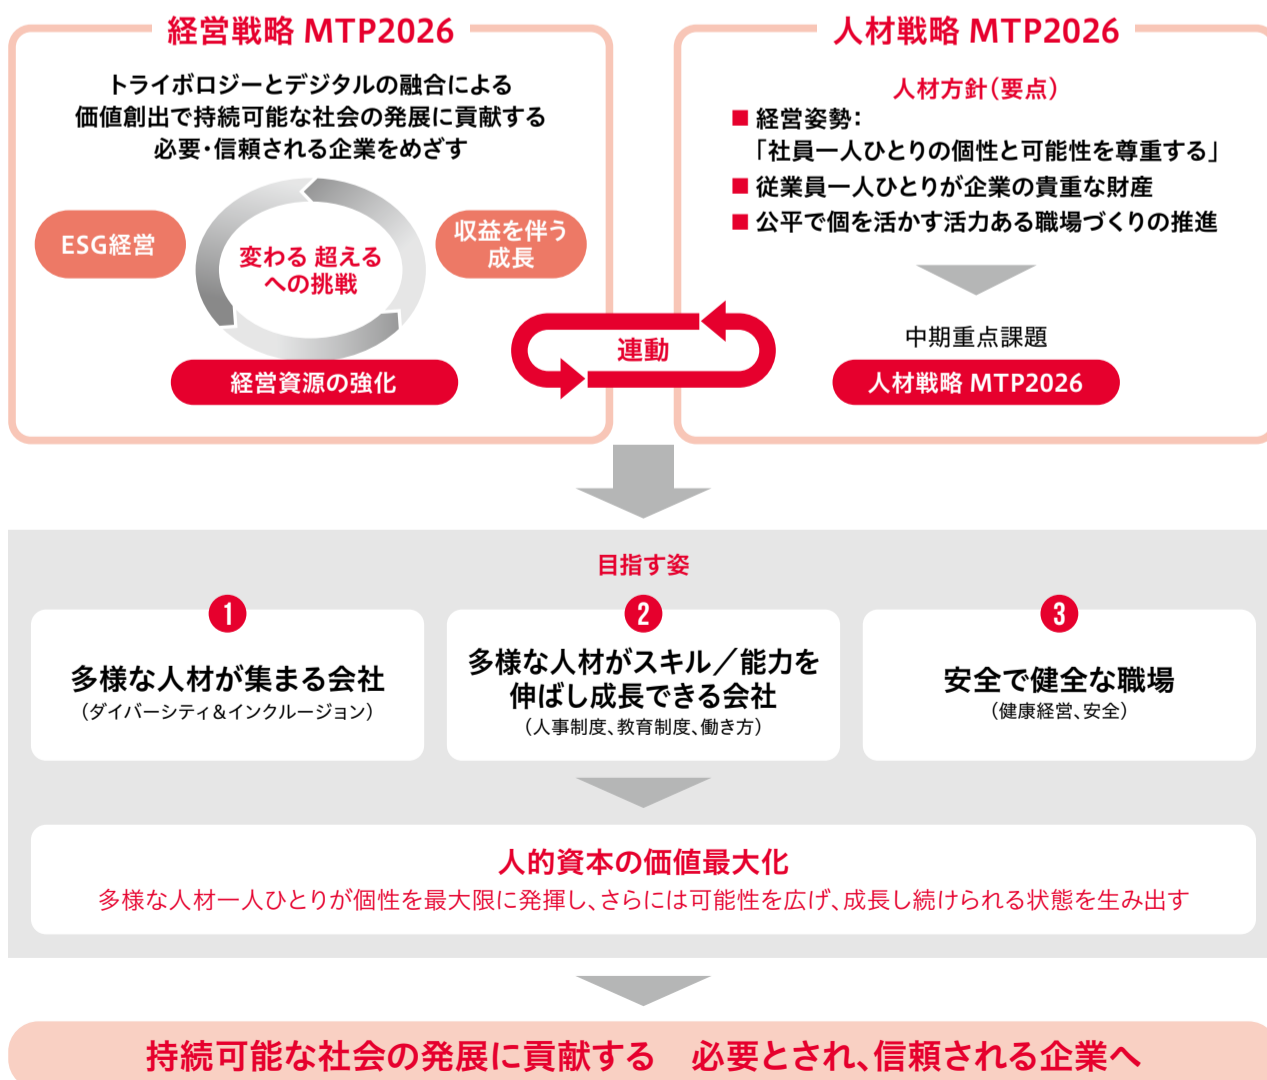 経営戦略 MTP2026
トライボロジーとデジタルの融合による
価値創出で持続可能な社会の発展に貢献する
必要・信頼される企業をめざす
ESG経営
変わる 超える
への挑戦
収益を伴う
成長
経営資源の強化
連動
人材戦略 MTP2026
人材方針（要点）
■ 経営姿勢：
「社員一人ひとりの個性と可能性を尊重する」
■ 従業員一人ひとりが企業の貴重な財産
■ 公平で個を活かす活力ある職場づくりの推進
中期重点課題
人材戦略 MTP2026
目指す姿
1
多様な人材が集まる会社
（ダイバーシティ&インクルージョン）
2
多様な人材がスキル／能力を
伸ばし成長できる会社
（人事制度、教育制度、働き方）
3
安全で健全な職場
（健康経営、安全）
人的資本の価値最大化
多様な人材一人ひとりが個性を最大限に発揮し、さらには可能性を広げ、成長し続けられる状態を生み出す
持続可能な社会の発展に貢献する　必要とされ、信頼される企業へ